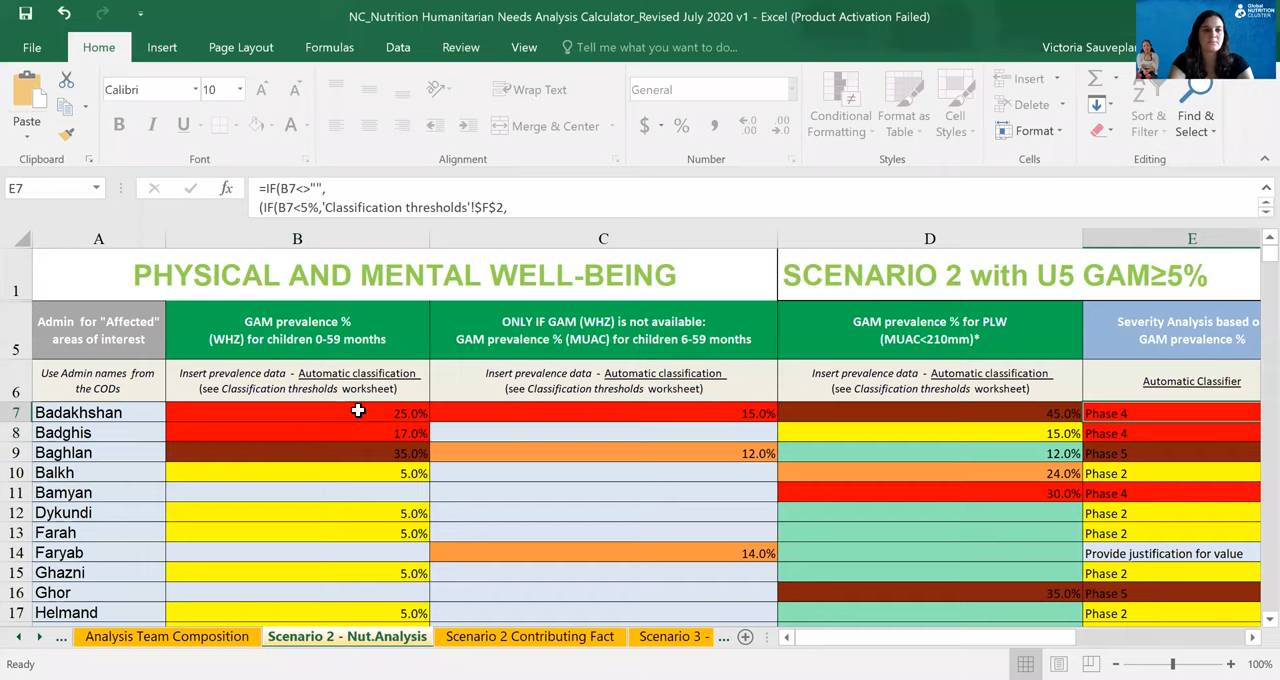 NC_Nutrition Humanitarian Needs Analysis Calculator_Revised July 2020 v1 - Excel (Product Activation Failed)
Global
NUTRITION
CLUSTER
File Home Insert Page Layout Formulas Data Review View Tell me what you want to do... Victoria Sauveplan
Paste
Clipboard
Calibri 10
B I U A
Font
Wrap Text
Merge & Center
Alignment
General
$ % ,
Number
Conditional Formatting
Format as Table
Cell Styles
Styles
Insert
Delete
Format
Cells
Sort & Filter
Find & Select
Editing
E7 fx =IF(B7<>"",
(IF(B7<5%,'Classification thresholds'!$F$2,
A B C D E
1 PHYSICAL AND MENTAL WELL-BEING SCENARIO 2 with U5 GAM≥5%
5 Admin for "Affected" areas of interest
GAM prevalence %
(WHZ) for children 0-59 months
ONLY IF GAM (WHZ) is not available:
GAM prevalence % (MUAC) for children 6-59 months
GAM prevalence % for PLW
(MUAC<210mm)*
Severity Analysis based o
GAM prevalence %
6 Use Admin names from the CODs
Insert prevalence data - Automatic classification
(see Classification thresholds worksheet)
Insert prevalence data - Automatic classification
(see Classification thresholds worksheet)
Insert prevalence data - Automatic classification
(see Classification thresholds worksheet)
Automatic Classifier
7 Badakhshan 25.0% 15.0% 45.0% Phase 4
8 Badghis 17.0% 15.0% Phase 4
9 Baghlan 35.0% 12.0% 12.0% Phase 5
10 Balkh 5.0% 24.0% Phase 2
11 Bamyan 30.0% Phase 4
12 Dykundi 5.0% Phase 2
13 Farah 5.0% Phase 2
14 Faryab 14.0% Provide justification for value
15 Ghazni 5.0% Phase 2
16 Ghor 35.0% Phase 5
17 Helmand 5.0% Phase 2
... Analysis Team Composition Scenario 2 - Nut.Analysis Scenario 2 Contributing Fact Scenario 3 - ...
Ready 100%